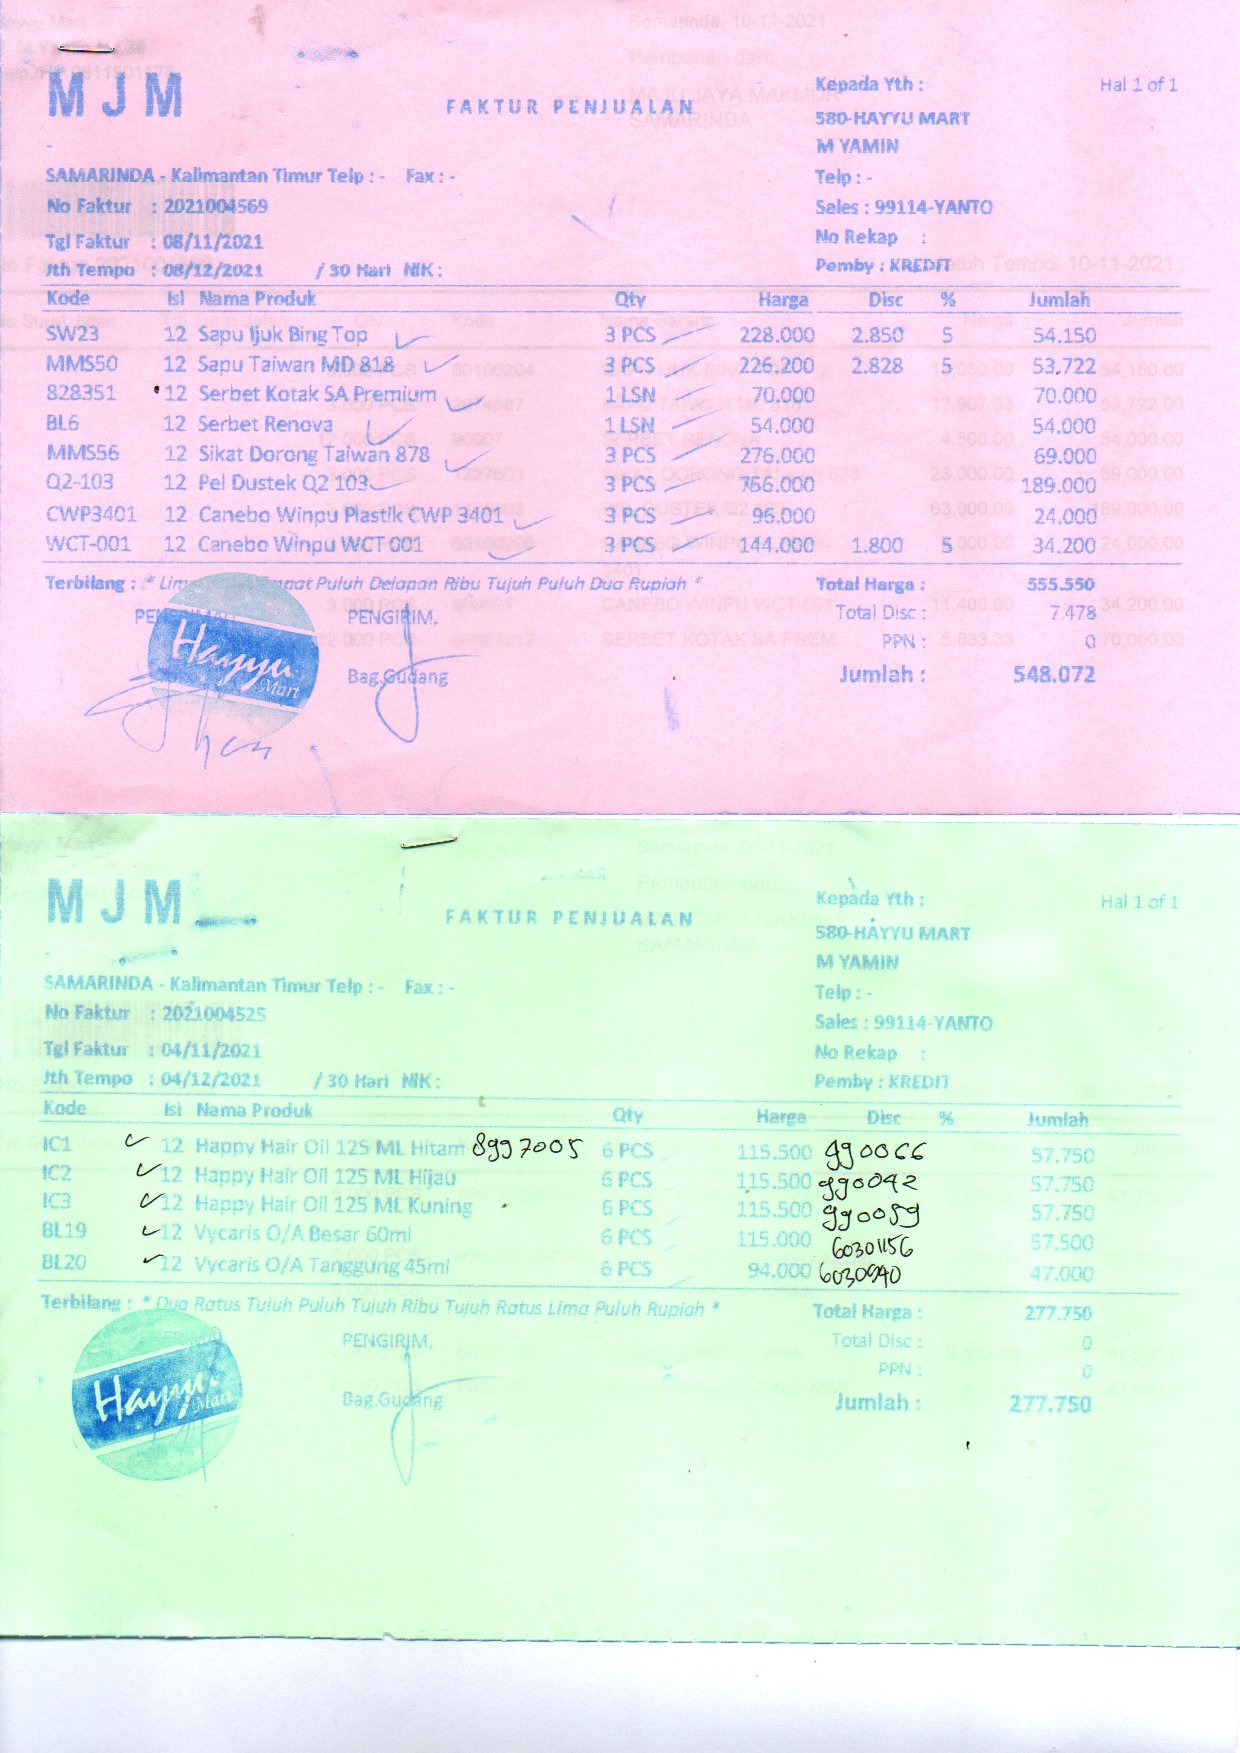 MJM
FAKTUR PENJUALAN
Kepada Yth :
Hal 1 of 1
580-HAYYU MART
M YAMIN
SAMARINDA - Kalimantan Timur Telp : - Fax : -
Telp : -
No Faktur : 2021004569
Sales : 99114-YANTO
Tgl Faktur : 08/11/2021
No Rekap :
Jth Tempo : 08/12/2021 / 30 Hari NIK :
Pemby : KREDIT
Kode Isi Nama Produk Qty Harga Disc % Jumlah
SW23 12 Sapu Ijuk Bing Top 3 PCS 228.000 2.850 5 54.150
MMS50 12 Sapu Taiwan MD 818 3 PCS 226.200 2.828 5 53.722
828351 12 Serbet Kotak SA Premium 1 LSN 70.000 70.000
BL6 12 Serbet Renova 1 LSN 54.000 54.000
MMS56 12 Sikat Dorong Taiwan 878 3 PCS 276.000 69.000
Q2-103 12 Pel Dustek Q2 103 3 PCS 756.000 189.000
CWP3401 12 Canebo Winpu Plastik CWP 3401 3 PCS 96.000 24.000
WCT-001 12 Canebo Winpu WCT 001 3 PCS 144.000 1.800 5 34.200
Terbilang : * Puluh Delapan Ribu Tujuh Puluh Dua Rupiah *
Total Harga : 555.550
PENGIRIM,
Total Disc : 7.478
PPN : 0
Hayyu Mart
Bag.Gudang
Jumlah : 548.072
MJM
FAKTUR PENJUALAN
Kepada Yth :
Hal 1 of 1
580-HAYYU MART
M YAMIN
SAMARINDA - Kalimantan Timur Telp : - Fax : -
Telp : -
No Faktur : 2021004525
Sales : 99114-YANTO
Tgl Faktur : 04/11/2021
No Rekap :
Jth Tempo : 04/12/2021 / 30 Hari NIK :
Pemby : KREDIT
Kode Isi Nama Produk Qty Harga Disc % Jumlah
IC1 12 Happy Hair Oil 125 ML Hitam 8997005 6 PCS 115.500 990066 57.750
IC2 12 Happy Hair Oil 125 ML Hijau 6 PCS 115.500 990042 57.750
IC3 12 Happy Hair Oil 125 ML Kuning 6 PCS 115.500 990059 57.750
BL19 12 Vycaris O/A Besar 60ml 6 PCS 115.000 6030156 57.500
BL20 12 Vycaris O/A Tanggung 45ml 6 PCS 94.000 6030940 47.000
Terbilang : * Dua Ratus Tujuh Puluh Tujuh Ribu Tujuh Ratus Lima Puluh Rupiah *
Total Harga : 277.750
PENGIRIM,
Total Disc : 0
PPN : 0
Hayyu Mart
Bag.Gudang
Jumlah : 277.750